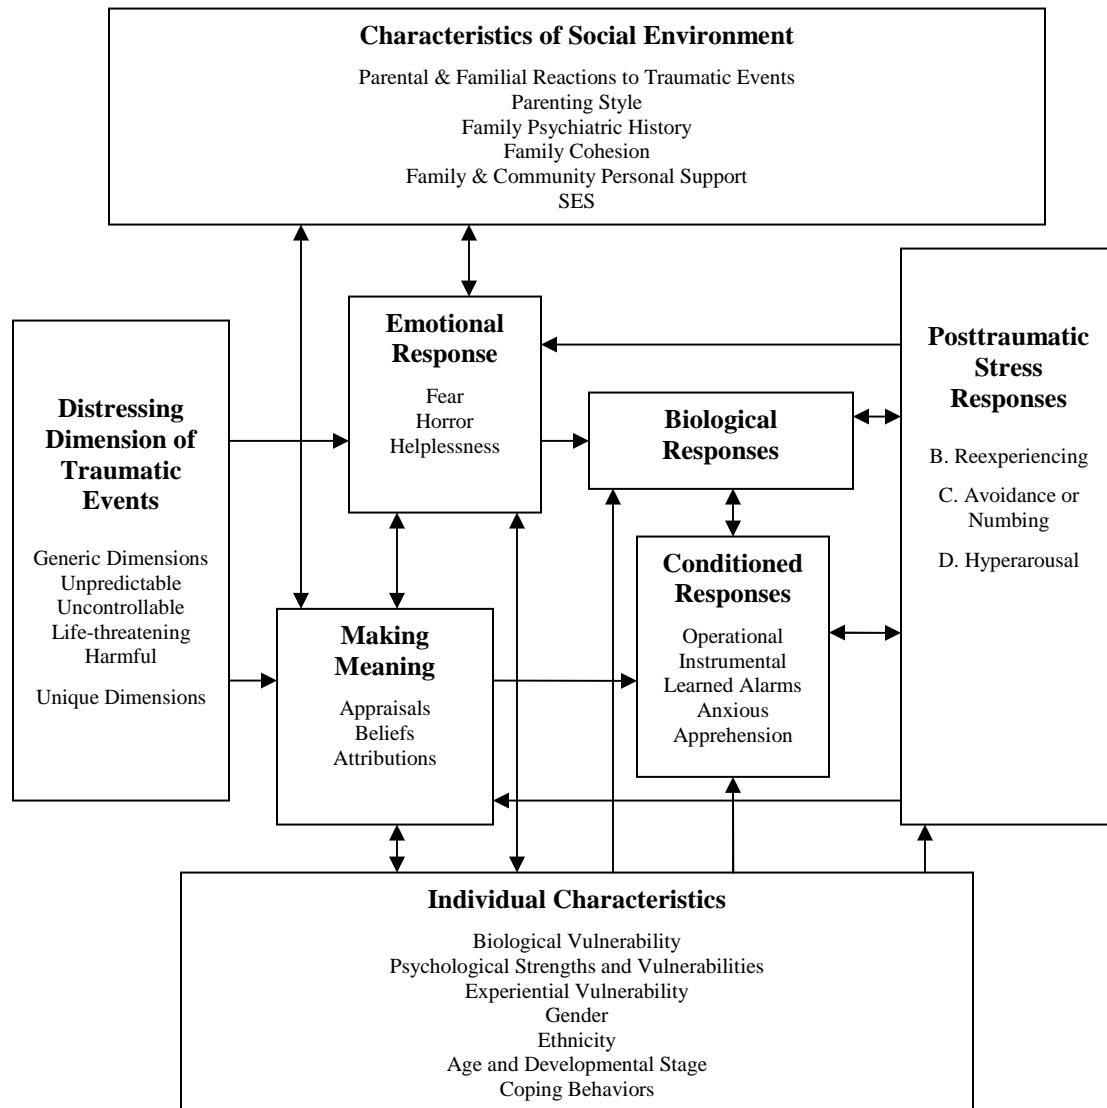 Characteristics of Social Environment
Parental & Familial Reactions to Traumatic Events
Parenting Style
Family Psychiatric History
Family Cohesion
Family & Community Personal Support
SES
Distressing
Dimension of
Traumatic
Events
Generic Dimensions
Unpredictable
Uncontrollable
Life-threatening
Harmful
Unique Dimensions
Emotional
Response
Fear
Horror
Helplessness
Making
Meaning
Appraisals
Beliefs
Attributions
Biological
Responses
Conditioned
Responses
Operational
Instrumental
Learned Alarms
Anxious
Apprehension
Posttraumatic
Stress
Responses
B. Reexperiencing
C. Avoidance or
Numbing
D. Hyperarousal
Individual Characteristics
Biological Vulnerability
Psychological Strengths and Vulnerabilities
Experiential Vulnerability
Gender
Ethnicity
Age and Developmental Stage
Coping Behaviors